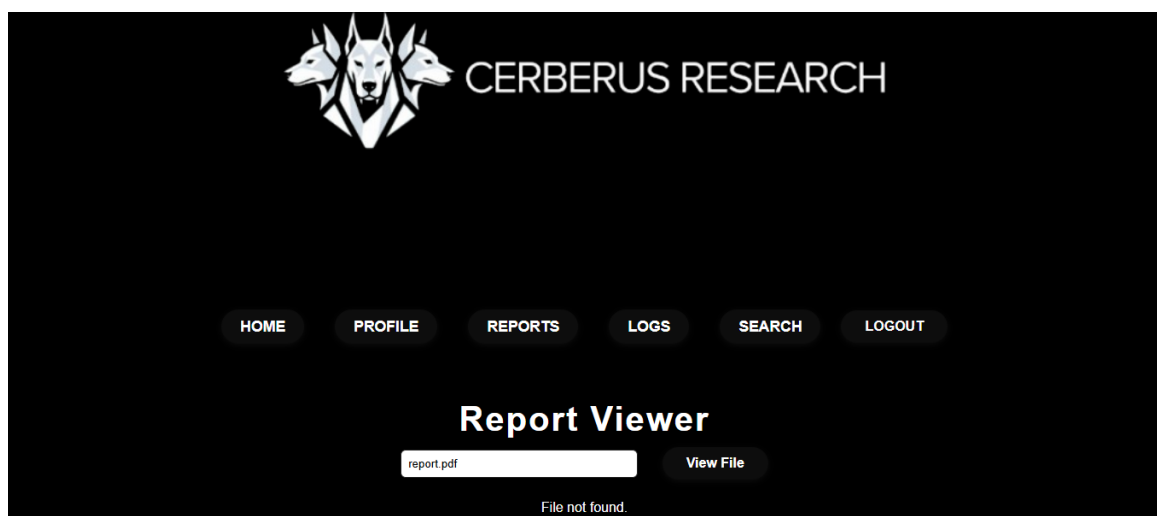 CERBERUS RESEARCH
HOME PROFILE REPORTS LOGS SEARCH LOGOUT
Report Viewer
report.pdf View File
File not found.